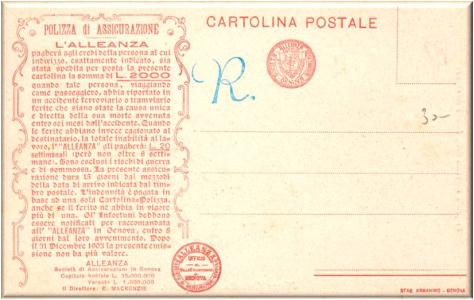 POLIZZA di ASSICURAZIONE
L'ALLEANZA
pagherà agli eredi della persona al cui
indirizzo, esattamente indicato, sia
stata spedita per posta la presente
cartolina la somma di L. 2000
quando tale persona, viaggiando
come passeggiero, abbia riportato in
un accidente ferroviario o tramviario
ferite che siano state la causa unica
e diretta della sua morte avvenuta
entro sei mesi dall'accidente. Quando
le ferite abbiano invece cagionato al
destinatario, la totale inabilità al la-
voro, l'"ALLEANZA" gli pagherà: L. 20
settimanali (però non oltre 8 setti-
mane). Sono esclusi i rischi di guerra
e di sommossa. La presente assicu-
razione dura 15 giorni dal mezzodì
della data di arrivo indicata dal tim-
bro postale. L'indennità è pagata in
base ad una sola Cartolina-Polizza,
anche se il ferito ne abbia in vigore
più di una. Gl'Infortuni debbono
essere notificati per raccomandata
all'"ALLEANZA" in Genova, entro 8
giorni dal loro avvenimento. Dopo
il 31 Dicembre 1903 la presente emis-
sione non ha più valore.
ALLEANZA
Società di Assicurazioni in Genova
Capitale Sociale L. 15.000.000
Versato L. 1.500.000
Il Direttore: E. MACKENZIE
CARTOLINA POSTALE
R.
30-
ALLEANZA
UFFICIO
GENOVA
STAB. ARMANINO - GENOVA